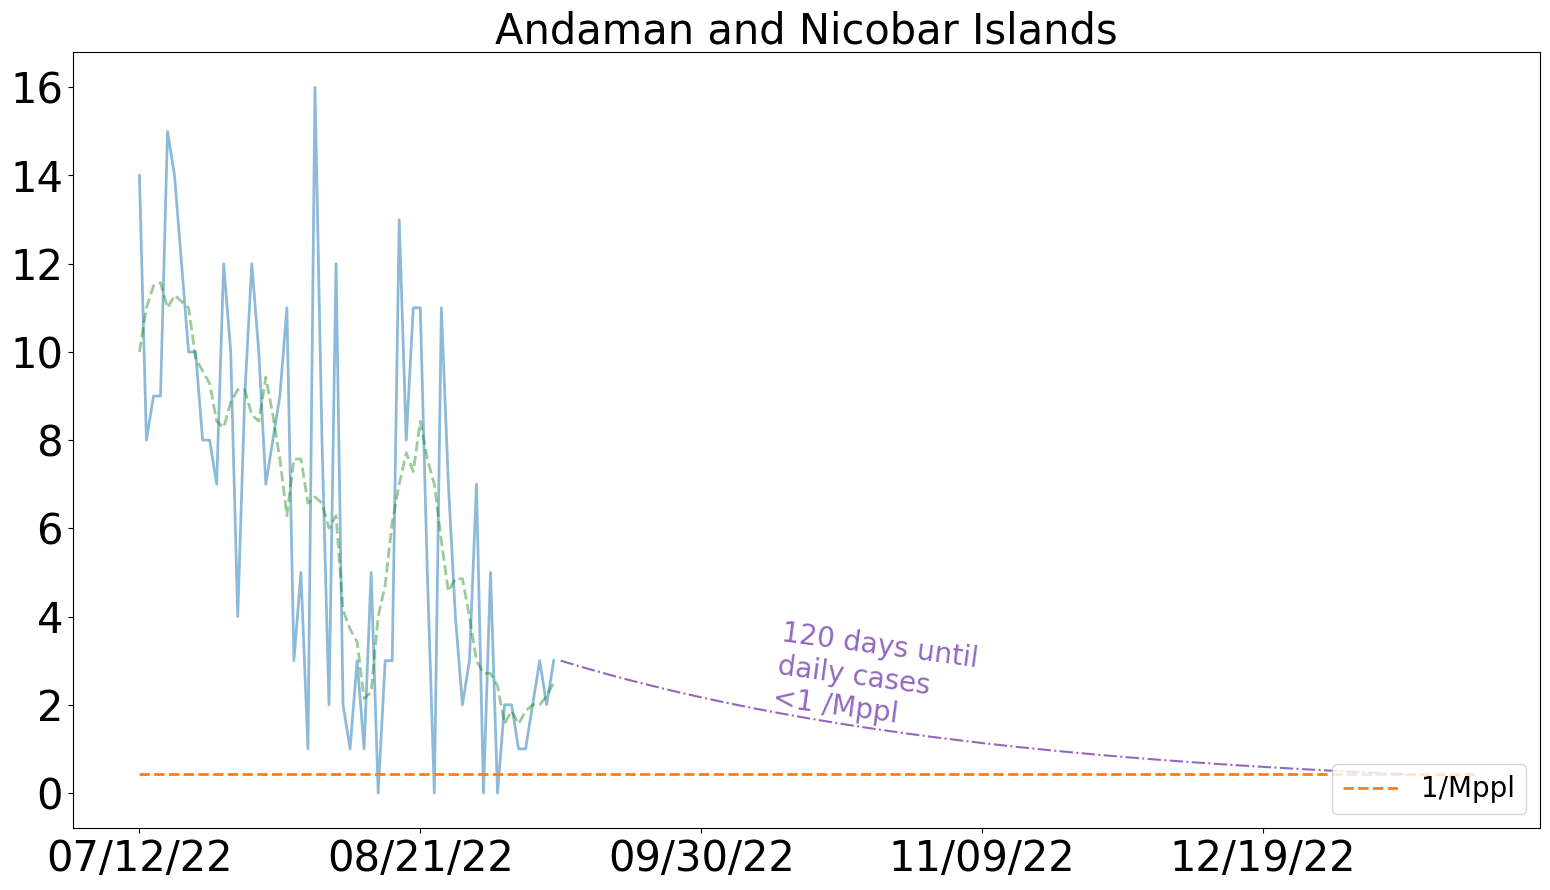 Andaman and Nicobar Islands
16
14
12
10
8
6
4
2
0
120 days until
daily cases
<1 /Mppl
1/Mppl
07/12/22
08/21/22
09/30/22
11/09/22
12/19/22